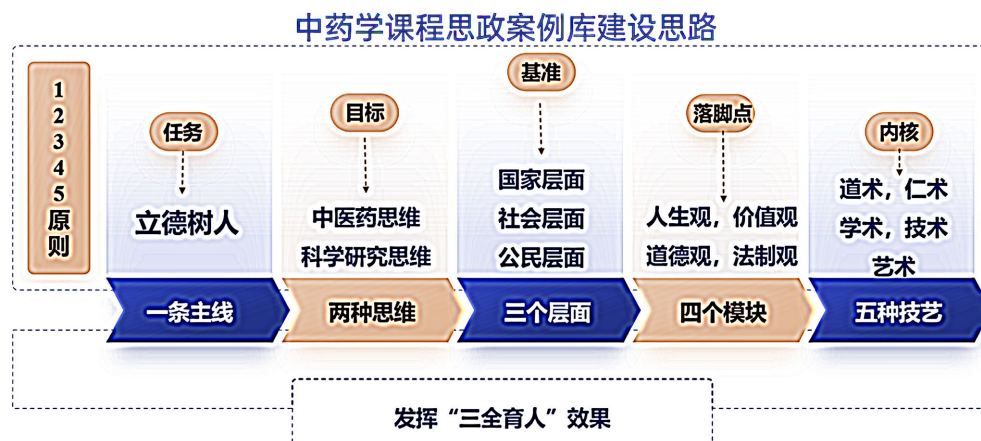 中药学课程思政案例库建设思路
1
2
3
4
5
原
则
任务
立德树人
一条主线
目标
中医药思维
科学研究思维
两种思维
基准
国家层面
社会层面
公民层面
三个层面
落脚点
人生观，价值观
道德观，法制观
四个模块
内核
道术，仁术
学术，技术
艺术
五种技艺
发挥“三全育人”效果